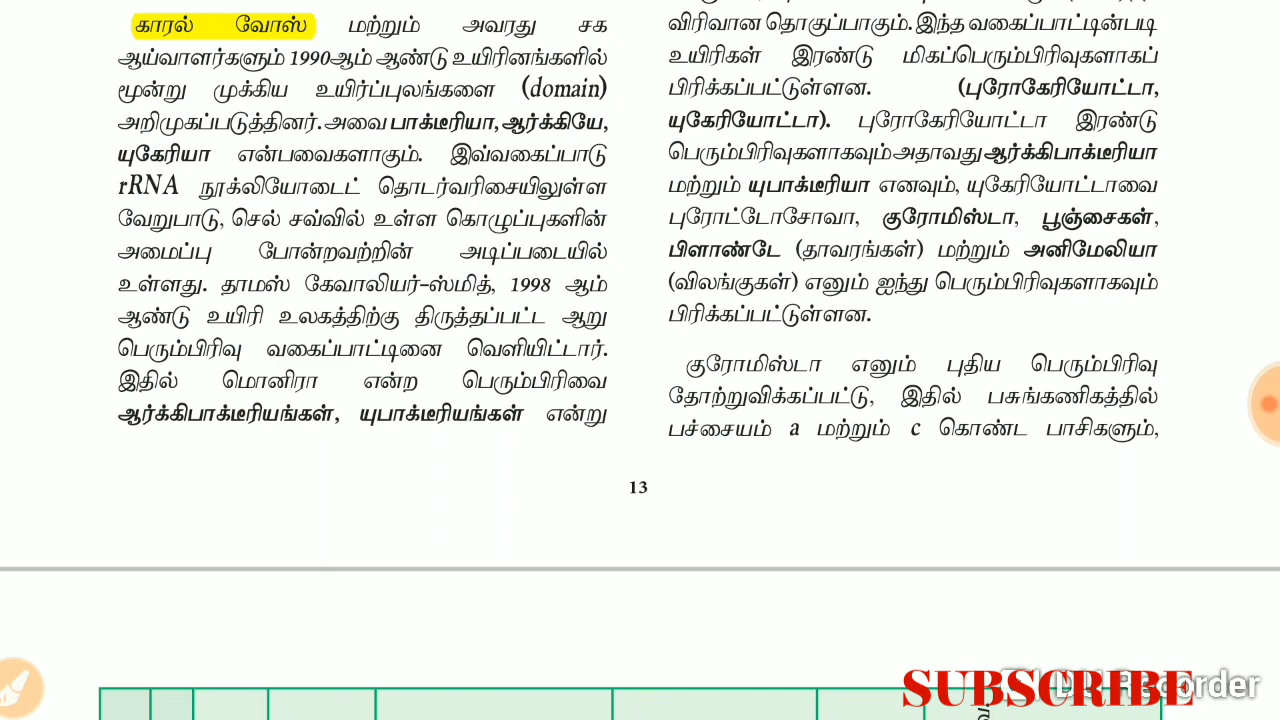 காரல் வோஸ் மற்றும் அவரது சக
ஆய்வாளர்களும் 1990ஆம் ஆண்டு உயிரினங்களில்
மூன்று முக்கிய உயிர்ப்புலங்களை (domain)
அறிமுகப்படுத்தினர். அவை பாக்டீரியா, ஆர்க்கியே,
யுகேரியா என்பவைகளாகும். இவ்வகைப்பாடு
rRNA நூக்லியோடைட் தொடர்வரிசையிலுள்ள
வேறுபாடு, செல் சவ்வில் உள்ள கொழுப்புகளின்
அமைப்பு போன்றவற்றின் அடிப்படையில்
உள்ளது. தாமஸ் கேவாலியர்-ஸ்மித், 1998 ஆம்
ஆண்டு உயிரி உலகத்திற்கு திருத்தப்பட்ட ஆறு
பெரும்பிரிவு வகைப்பாட்டினை வெளியிட்டார்.
இதில் மொனிரா என்ற பெரும்பிரிவை
ஆர்க்கிபாக்டீரியங்கள், யுபாக்டீரியங்கள் என்று
விரிவான தொகுப்பாகும். இந்த வகைப்பாட்டின்படி
உயிரிகள் இரண்டு மிகப்பெரும்பிரிவுகளாகப்
பிரிக்கப்பட்டுள்ளன. (புரோகேரியோட்டா,
யுகேரியோட்டா). புரோகேரியோட்டா இரண்டு
பெரும்பிரிவுகளாகவும் அதாவது ஆர்க்கிபாக்டீரியா
மற்றும் யுபாக்டீரியா எனவும், யுகேரியோட்டாவை
புரோட்டோசோவா, குரோமிஸ்டா, பூஞ்சைகள்,
பிளாண்டே (தாவரங்கள்) மற்றும் அனிமேலியா
(விலங்குகள்) எனும் ஐந்து பெரும்பிரிவுகளாகவும்
பிரிக்கப்பட்டுள்ளன.
குரோமிஸ்டா எனும் புதிய பெரும்பிரிவு
தோற்றுவிக்கப்பட்டு, இதில் பசுங்கணிகத்தில்
பச்சையம் a மற்றும் c கொண்ட பாசிகளும்,
13
SUBSCRIBE